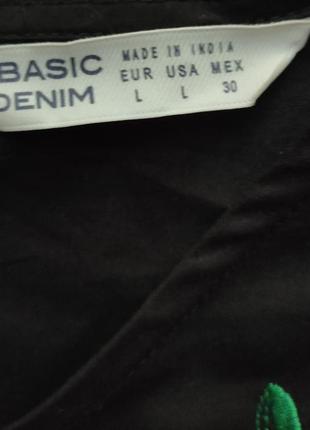 BASIC
DENIM
MADE IN INDIA
EUR USA MEX
L L 30